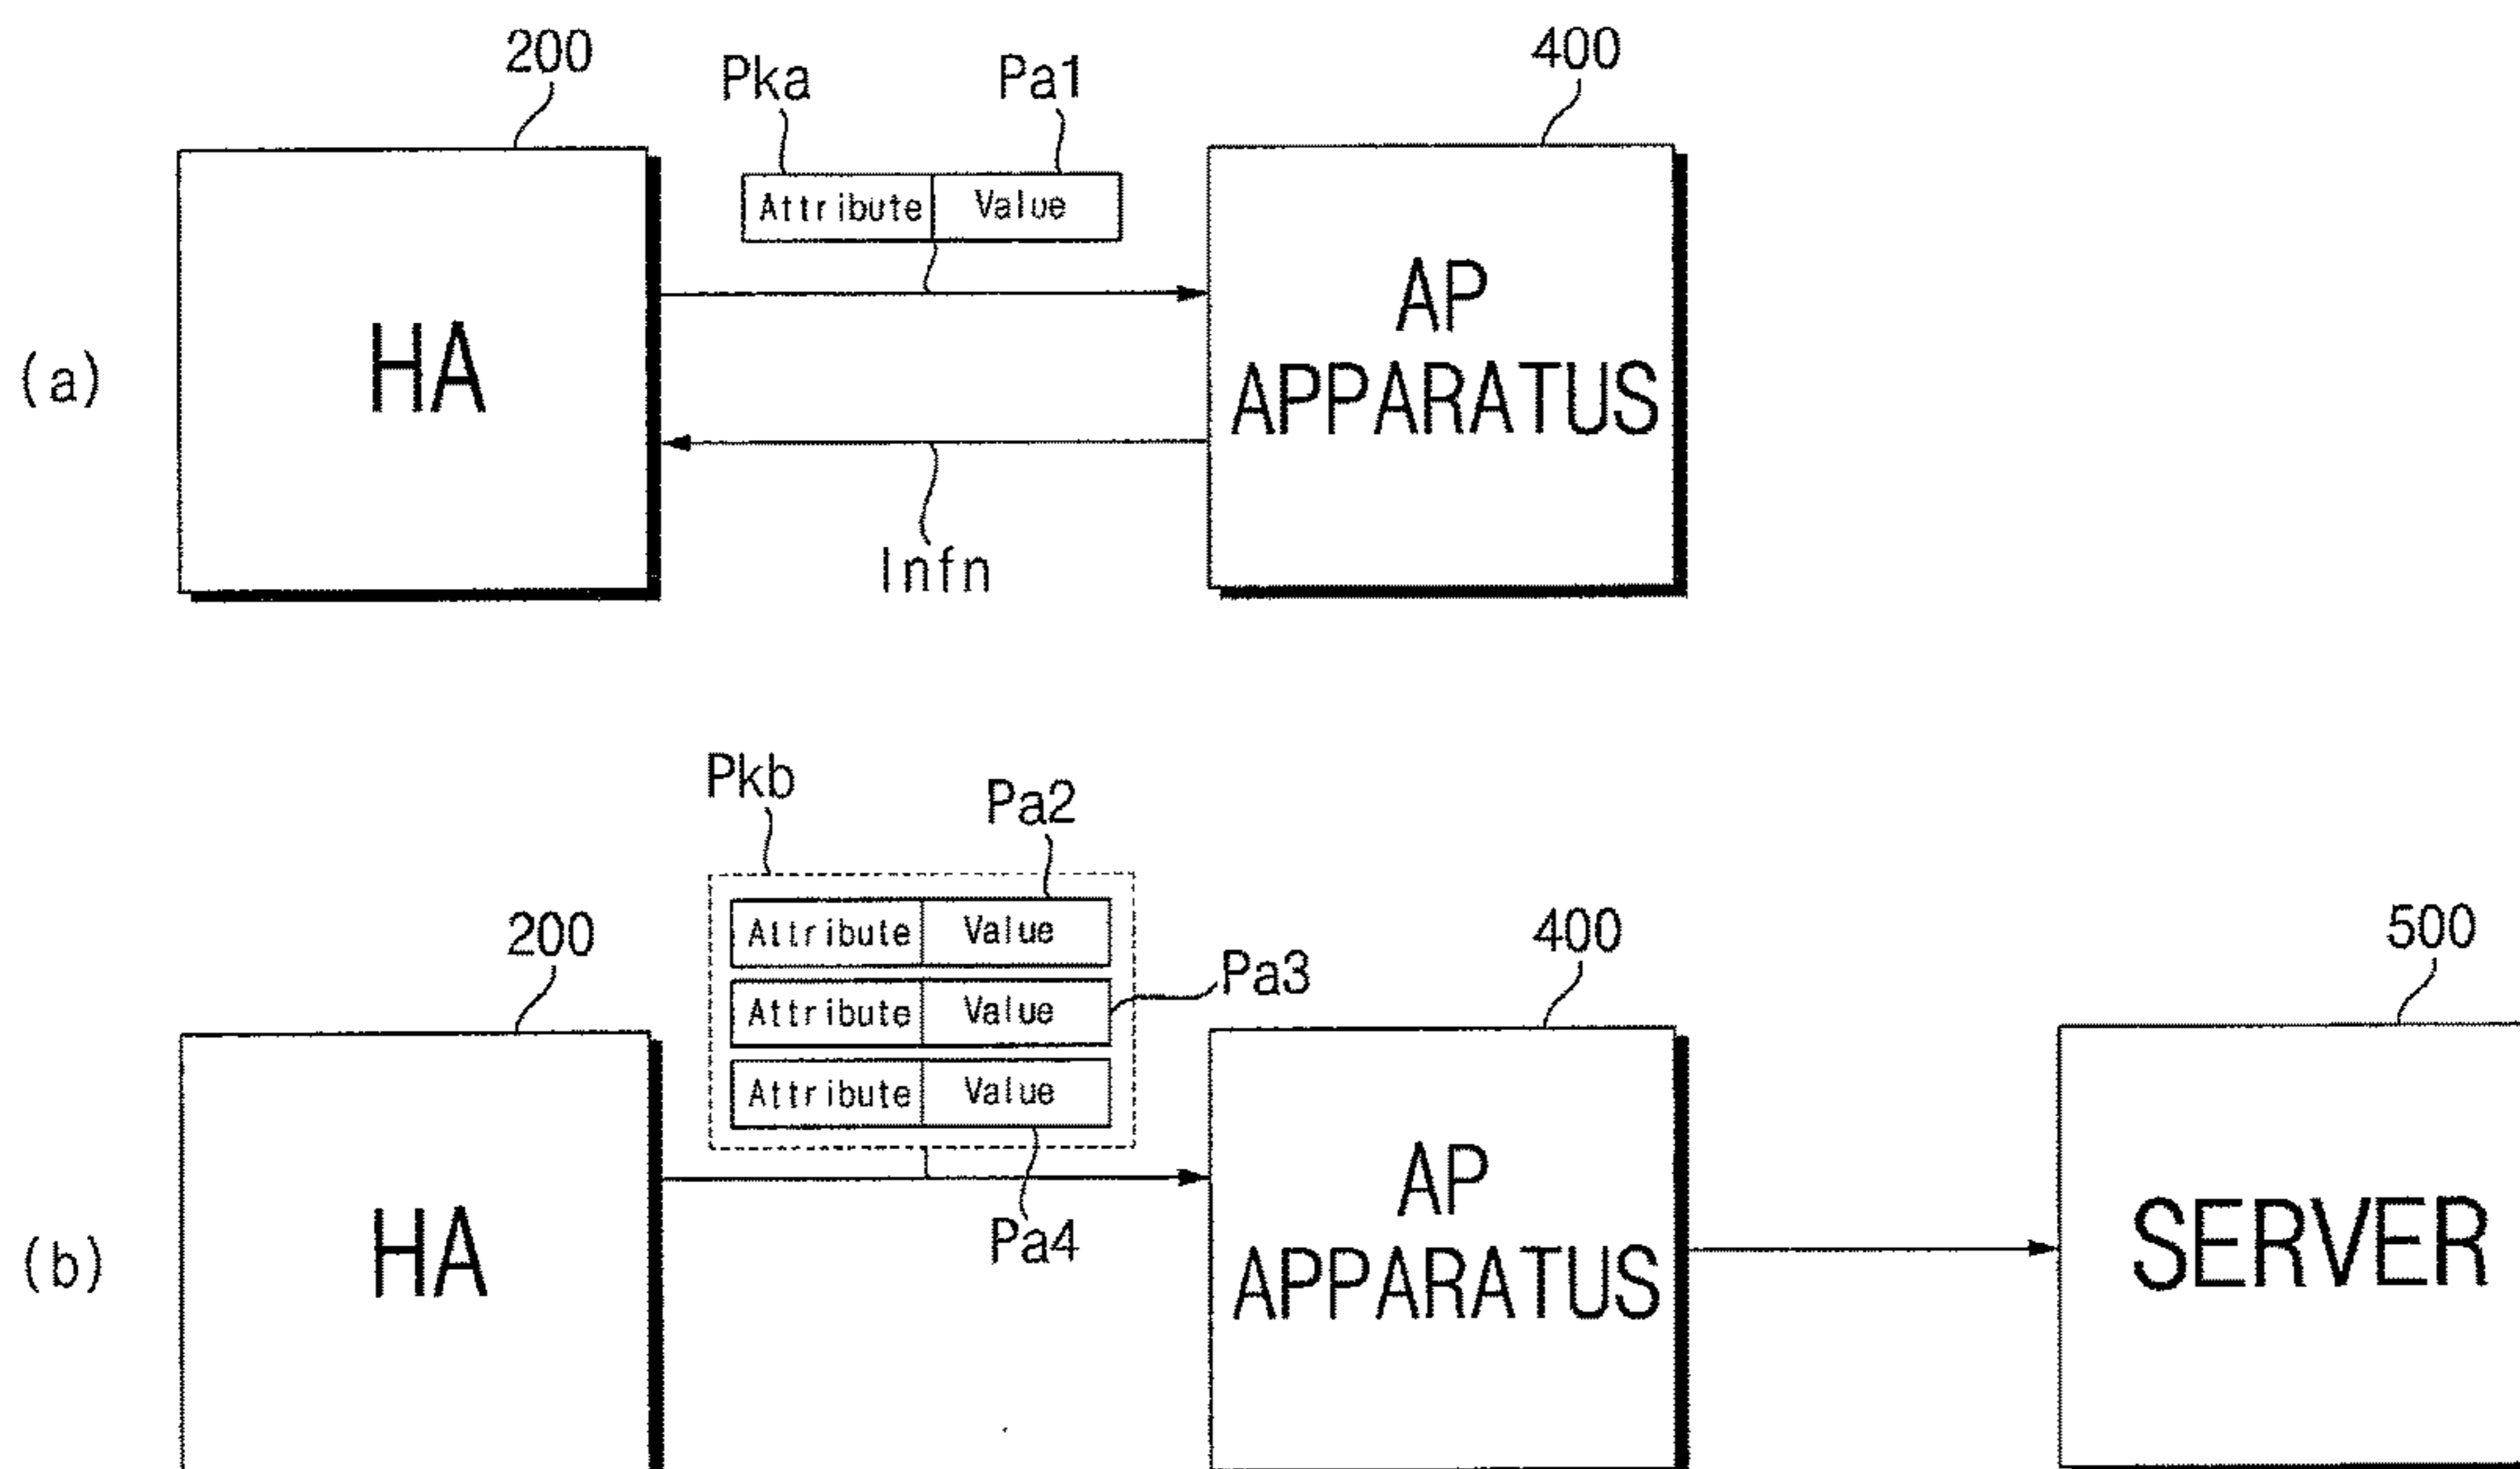 200
400
Pka
Pa1
Attribute Value
(a)
HA
AP
APPARATUS
Infn
Pkb
Pa2
200
400
500
Attribute Value
Pa3
Attribute Value
Attribute Value
Pa4
(b)
HA
AP
APPARATUS
SERVER